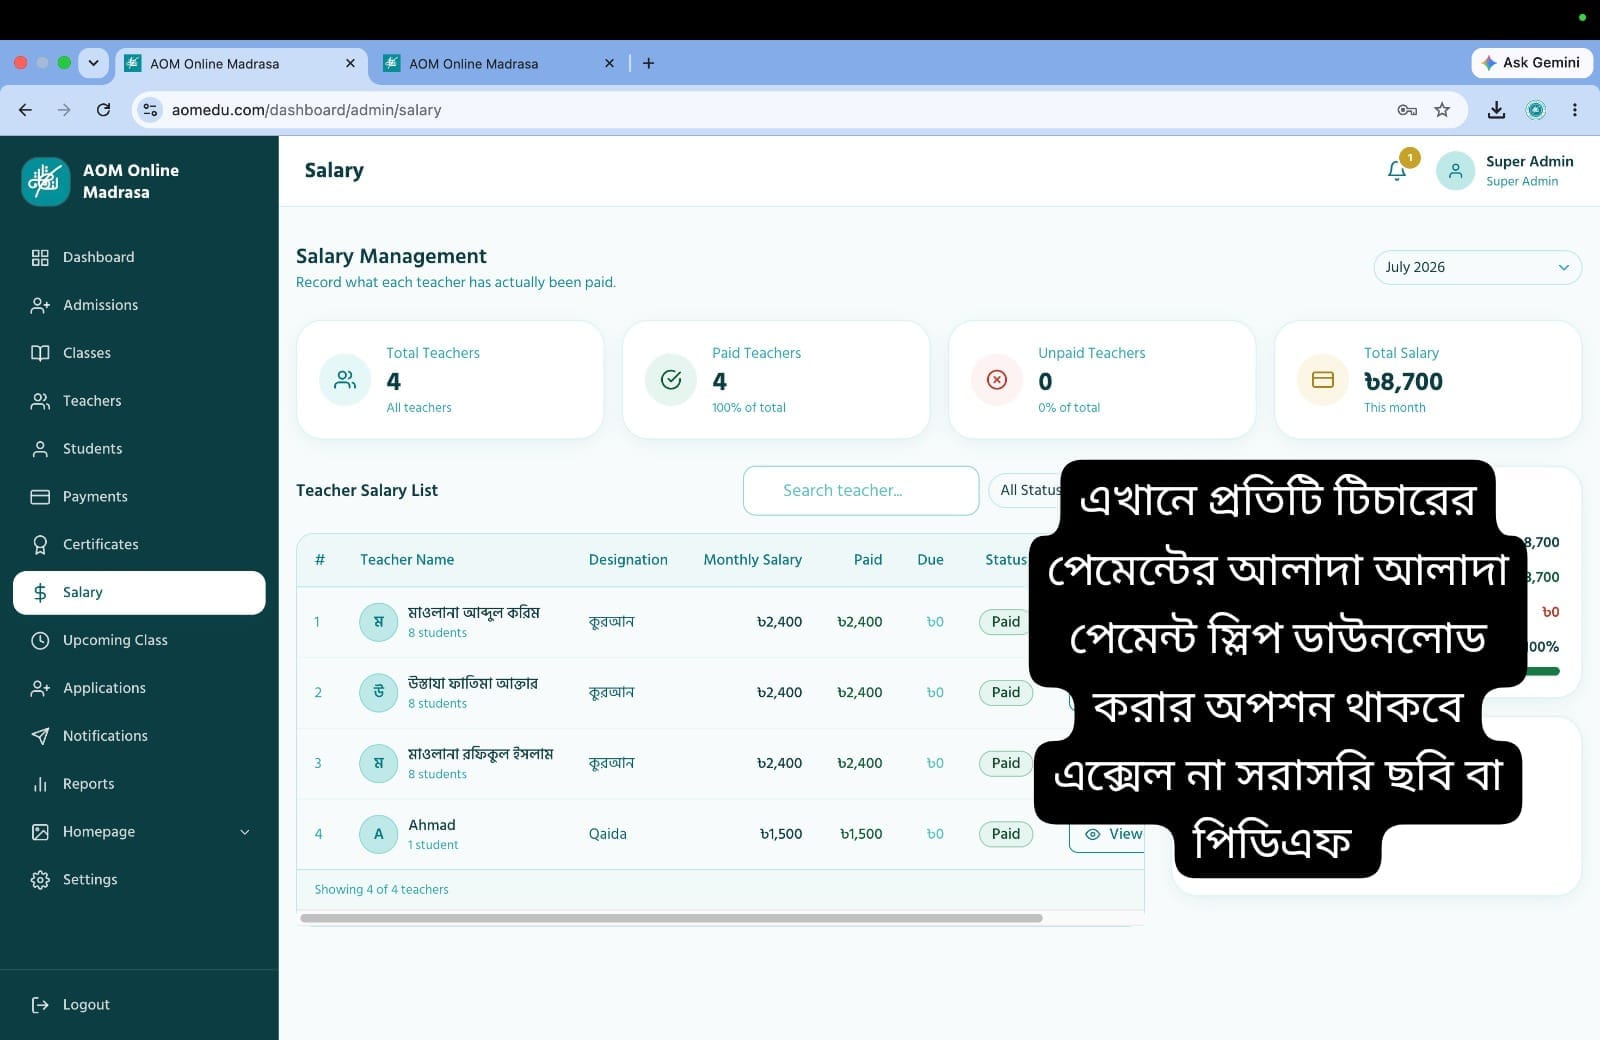 AOM Online Madrasa
AOM Online Madrasa
Ask Gemini
aomedu.com/dashboard/admin/salary
AOM Online
Madrasa
Dashboard
Admissions
Classes
Teachers
Students
Payments
Certificates
Salary
Upcoming Class
Applications
Notifications
Reports
Homepage
Settings
Logout
Salary
1
Super Admin
Super Admin
Salary Management
Record what each teacher has actually been paid.
July 2026
Total Teachers
4
All teachers
Paid Teachers
4
100% of total
Unpaid Teachers
0
0% of total
Total Salary
৳8,700
This month
Teacher Salary List
Search teacher...
All Status
# Teacher Name Designation Monthly Salary Paid Due Status
1 ম মাওলানা আব্দুল করিম কুরআন ৳2,400 ৳2,400 ৳0 Paid
8 students
2 উ উস্তাযা ফাতিমা আক্তার কুরআন ৳2,400 ৳2,400 ৳0 Paid
8 students
3 ম মাওলানা রফিকুল ইসলাম কুরআন ৳2,400 ৳2,400 ৳0 Paid
8 students
4 A Ahmad Qaida ৳1,500 ৳1,500 ৳0 Paid View
1 student
Showing 4 of 4 teachers
8,700
8,700
৳0
100%
এখানে প্রতিটি টিচারের
পেমেন্টের আলাদা আলাদা
পেমেন্ট স্লিপ ডাউনলোড
করার অপশন থাকবে
এক্সেল না সরাসরি ছবি বা
পিডিএফ